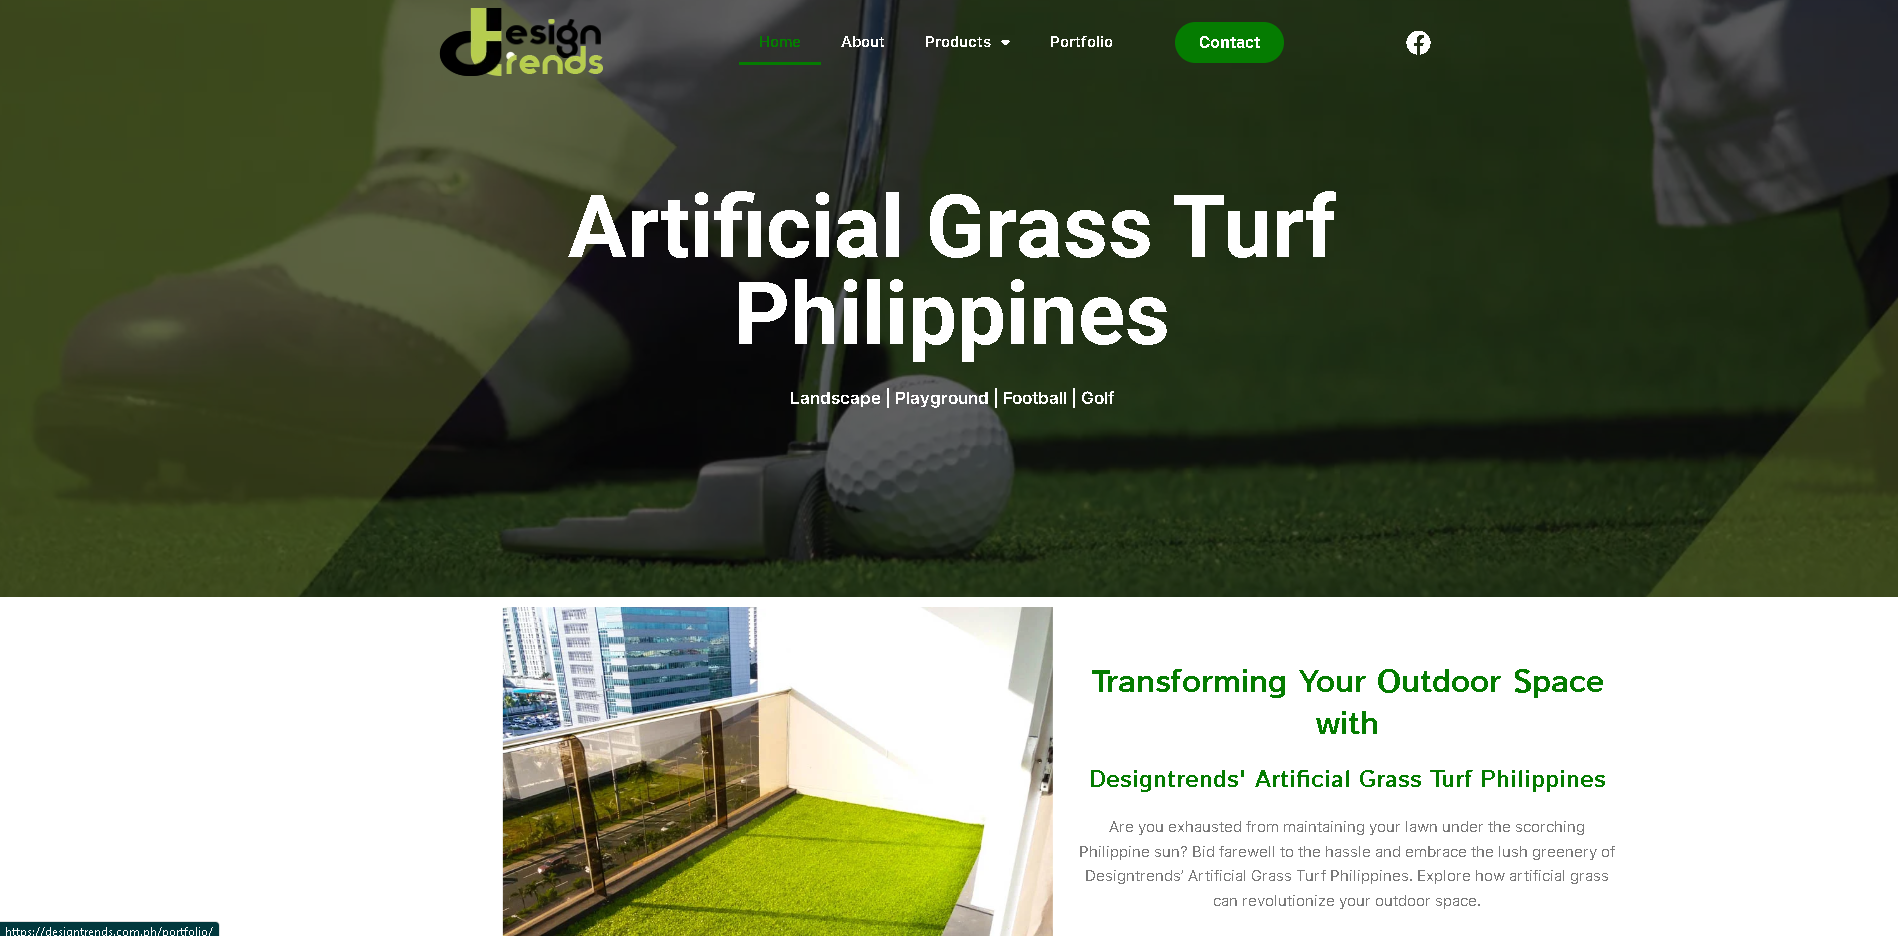 design
trends
Home
About
Products
Portfolio
Contact
Artificial Grass Turf
Philippines
Landscape | Playground | Football | Golf
Transforming Your Outdoor Space
with
Designtrends' Artificial Grass Turf Philippines
Are you exhausted from maintaining your lawn under the scorching
Philippine sun? Bid farewell to the hassle and embrace the lush greenery of
Designtrends’ Artificial Grass Turf Philippines. Explore how artificial grass
can revolutionize your outdoor space.
https://designtrends.com.ph/portfolio/